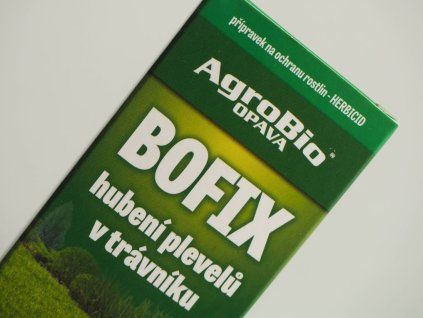 přípravek na ochranu rostlin - HERBICID
AgroBio®
OPAVA
BOFIX
hubení plevelů
v trávníku